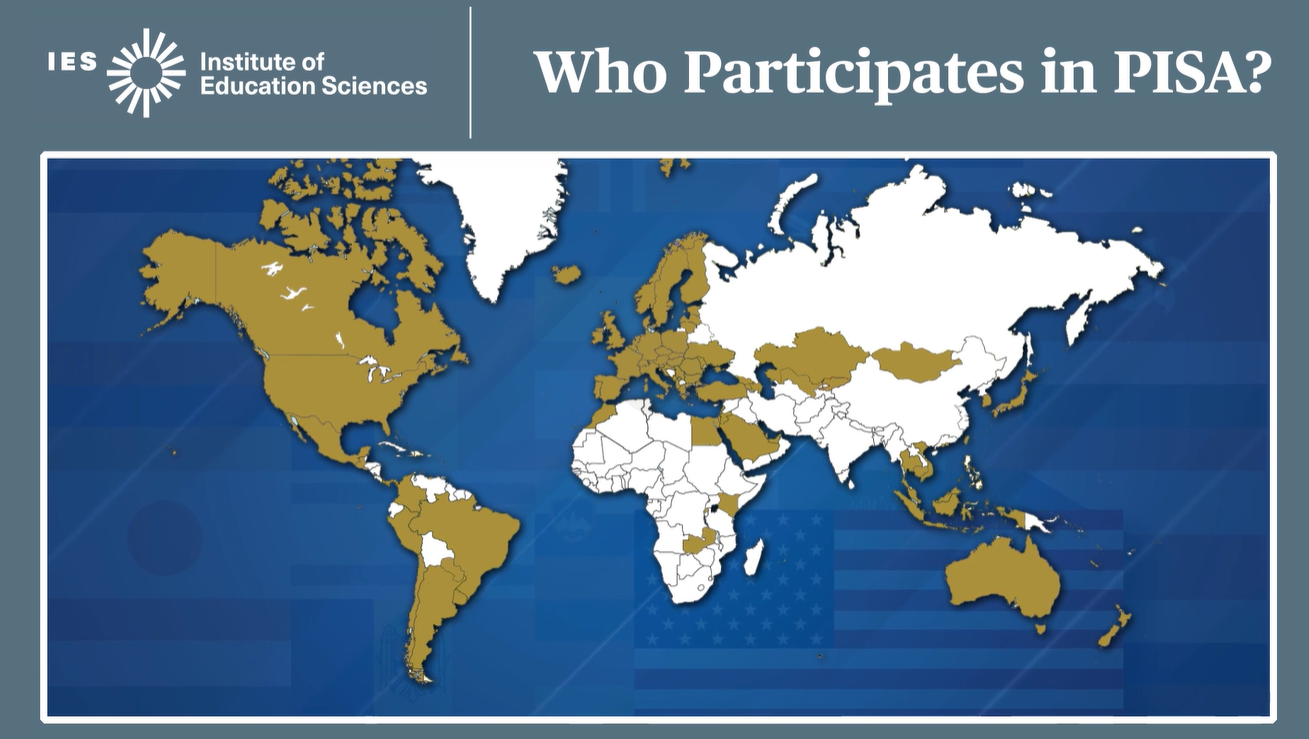 IES
Institute of
Education Sciences
Who Participates in PISA?